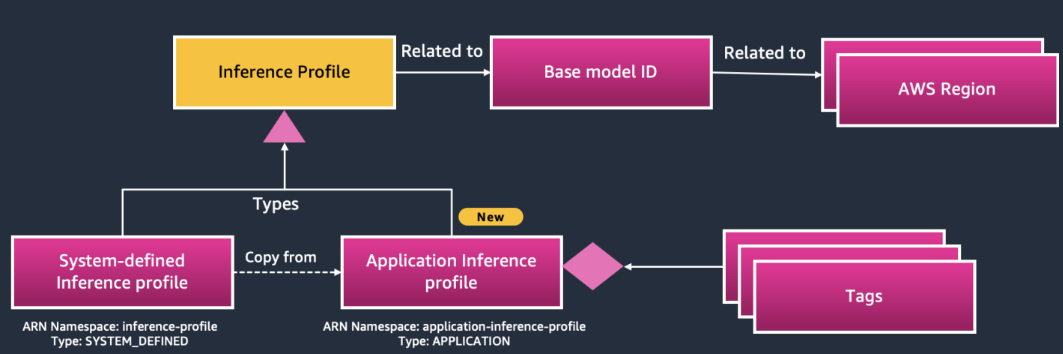 Inference Profile
Related to
Base model ID
Related to
AWS Region
Types
New
System-defined
Inference profile
Copy from
Application Inference
profile
Tags
ARN Namespace: inference-profile
Type: SYSTEM_DEFINED
ARN Namespace: application-inference-profile
Type: APPLICATION